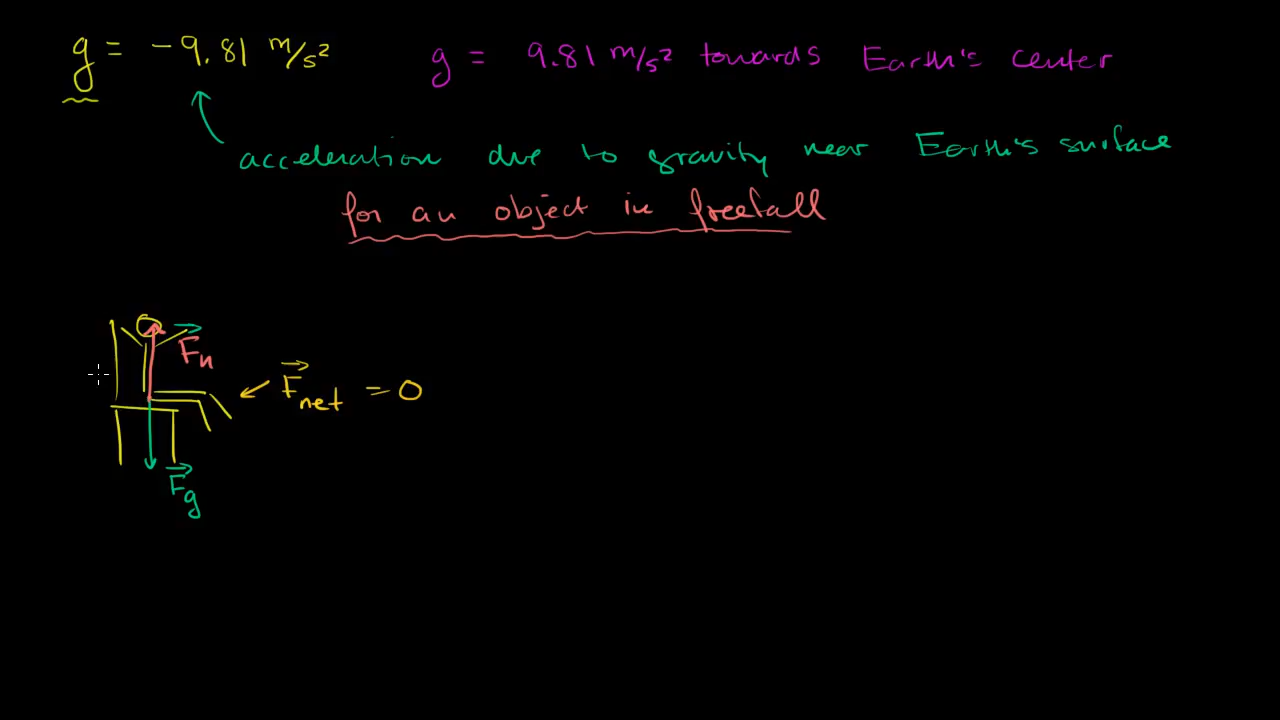 g = -9.81 m/s²
g = 9.81 m/s² towards Earth's center
acceleration due to gravity near Earth's surface
for an object in freefall
Fn
Fnet = 0
Fg